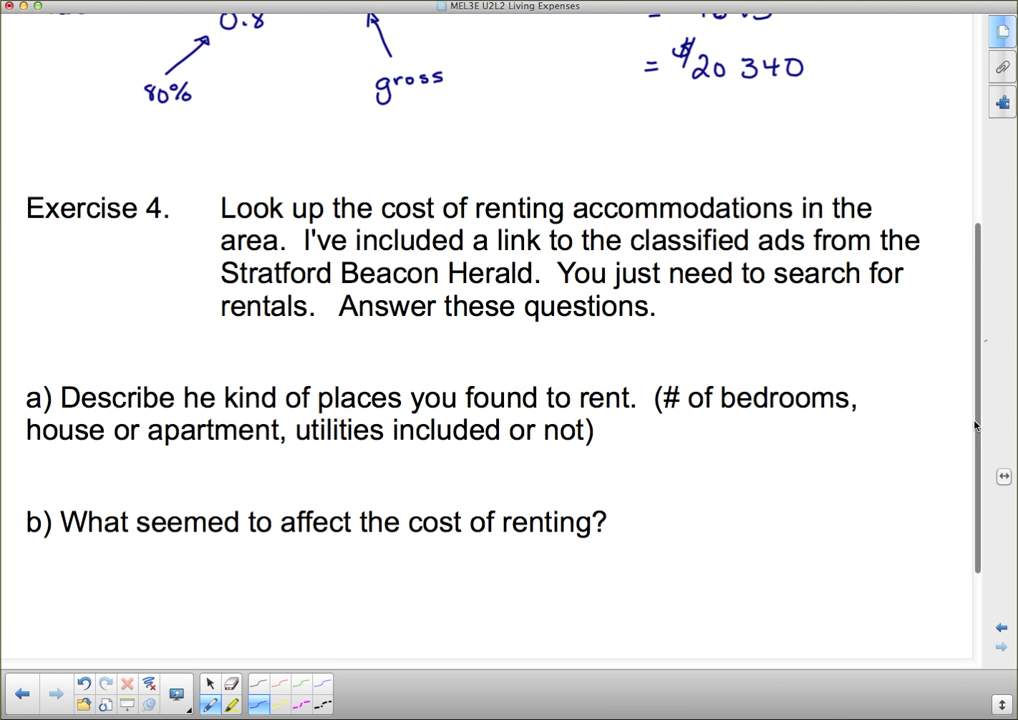 MEL3E U2L2 Living Expenses
0.8
80%
gross
= $20 340
Exercise 4. Look up the cost of renting accommodations in the
area. I've included a link to the classified ads from the
Stratford Beacon Herald. You just need to search for
rentals. Answer these questions.
a) Describe he kind of places you found to rent. (# of bedrooms,
house or apartment, utilities included or not)
b) What seemed to affect the cost of renting?